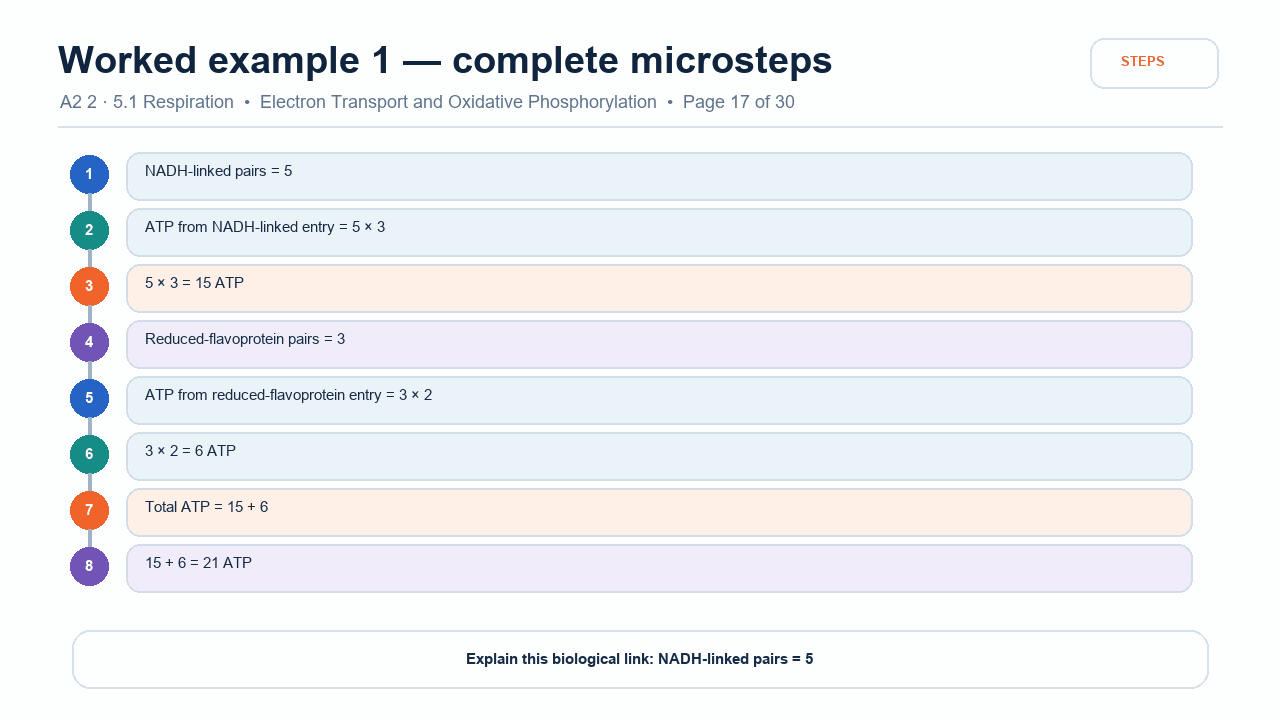 Worked example 1 — complete microsteps
STEPS
A2 2 · 5.1 Respiration • Electron Transport and Oxidative Phosphorylation • Page 17 of 30
1
NADH-linked pairs = 5
2
ATP from NADH-linked entry = 5 × 3
3
5 × 3 = 15 ATP
4
Reduced-flavoprotein pairs = 3
5
ATP from reduced-flavoprotein entry = 3 × 2
6
3 × 2 = 6 ATP
7
Total ATP = 15 + 6
8
15 + 6 = 21 ATP
Explain this biological link: NADH-linked pairs = 5